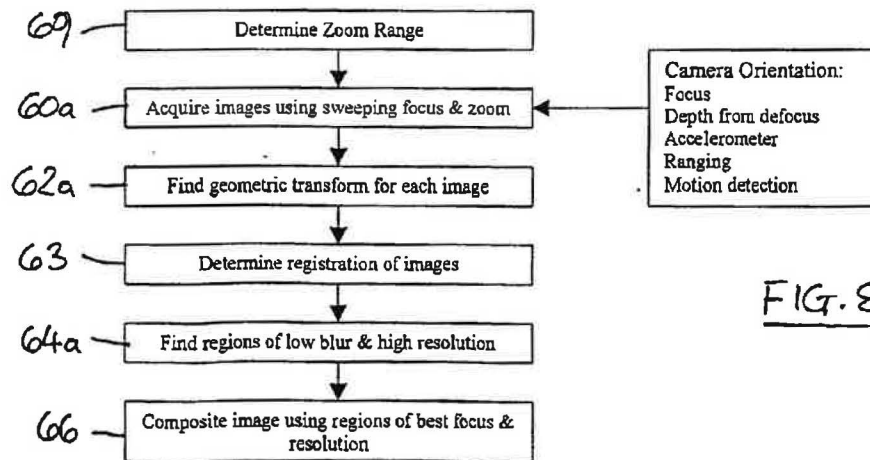 69
Determine Zoom Range
60a
Acquire images using sweeping focus & zoom
Camera Orientation:
Focus
Depth from defocus
Accelerometer
Ranging
Motion detection
62a
Find geometric transform for each image
63
Determine registration of images
64a
Find regions of low blur & high resolution
66
Composite image using regions of best focus &
resolution
FIG. 8